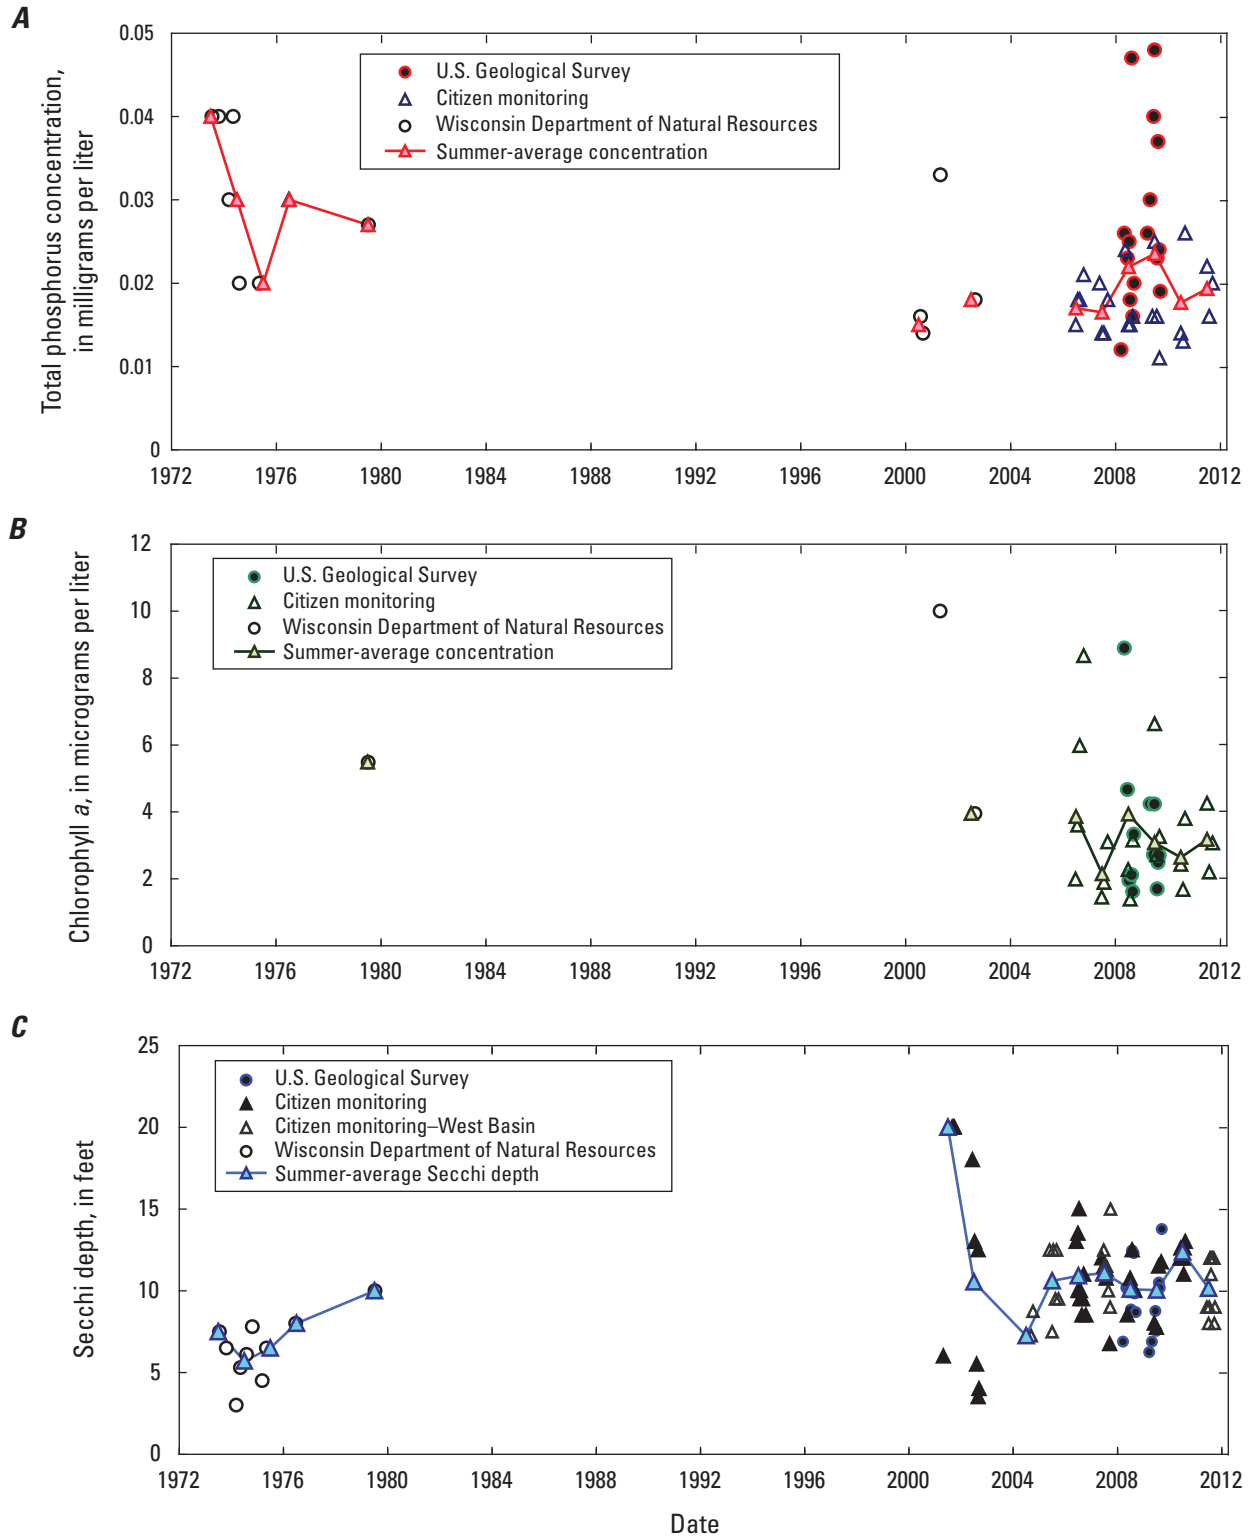 A
Total phosphorus concentration,
in milligrams per liter
0.05
0.04
0.03
0.02
0.01
0
U.S. Geological Survey
Citizen monitoring
Wisconsin Department of Natural Resources
Summer-average concentration
1972 1976 1980 1984 1988 1992 1996 2000 2004 2008 2012
B
Chlorophyll a, in micrograms per liter
12
10
8
6
4
2
0
U.S. Geological Survey
Citizen monitoring
Wisconsin Department of Natural Resources
Summer-average concentration
1972 1976 1980 1984 1988 1992 1996 2000 2004 2008 2012
C
Secchi depth, in feet
25
20
15
10
5
0
U.S. Geological Survey
Citizen monitoring
Citizen monitoring–West Basin
Wisconsin Department of Natural Resources
Summer-average Secchi depth
1972 1976 1980 1984 1988 1992 1996 2000 2004 2008 2012
Date